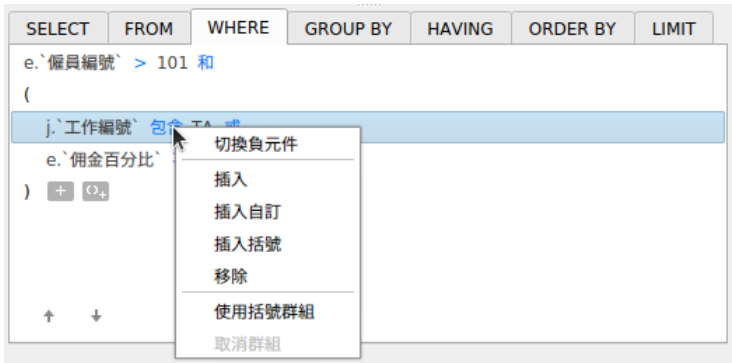 SELECT FROM WHERE GROUP BY HAVING ORDER BY LIMIT
e.`僱員編號` > 101 和
(
j.`工作編號` 包含 TA 或
e.`佣金百分比`
)
切換負元件
插入
插入自訂
插入括號
移除
使用括號群組
取消群組